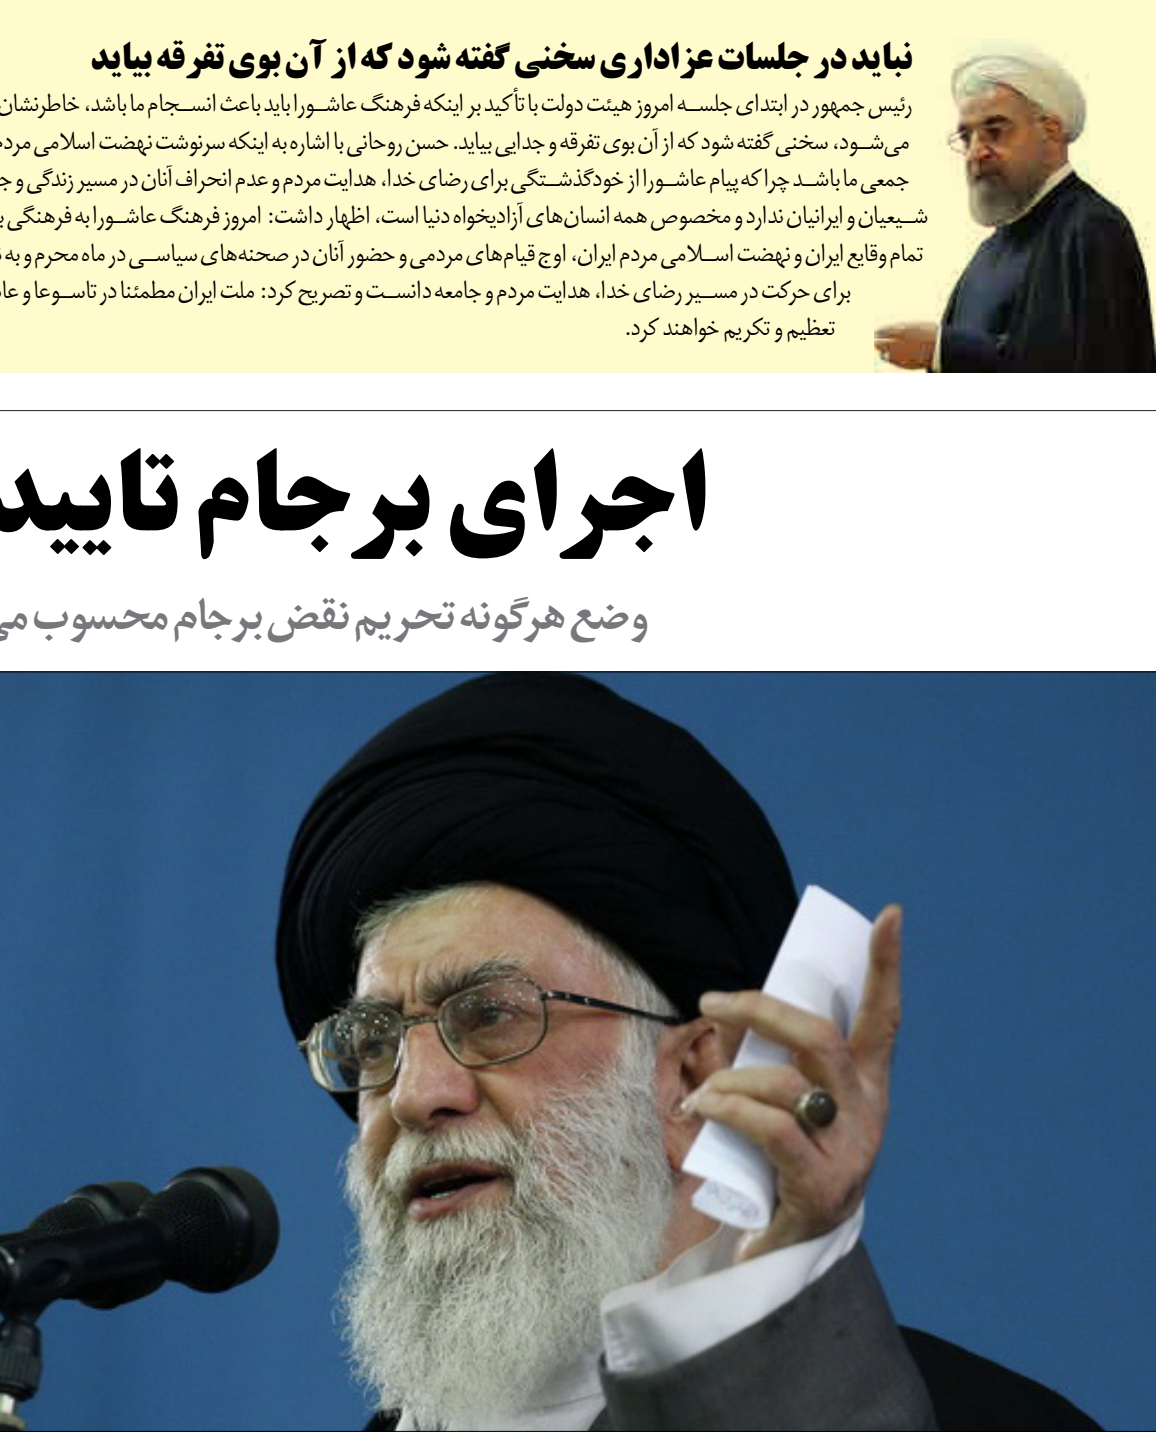 نباید در جلسات عزاداری سخنی گفته شود که از آن بوی تفرقه بیاید
رئیس جمهور در ابتدای جلسه امروز هیئت دولت با تأکید بر اینکه فرهنگ عاشورا باید باعث انسجام ما باشد، خاطرنشان
می‌شود، سخنی گفته شود که از آن بوی تفرقه و جدایی بیاید. حسن روحانی با اشاره به اینکه سرنوشت نهضت اسلامی
جمعی ما باشد چرا که پیام عاشورا از خودگذشتگی برای رضای خدا، هدایت مردم و عدم انحراف آنان در مسیر زندگی و
شیعیان و ایرانیان ندارد و مخصوص همه انسان‌های آزادیخواه دنیا است، اظهار داشت: امروز فرهنگ عاشورا به فرهنگی
تمام وقایع ایران و نهضت اسلامی مردم ایران، اوج قیام‌های مردمی و حضور آنان در صحنه‌های سیاسی در ماه محرم و به
برای حرکت در مسیر رضای خدا، هدایت مردم و جامعه دانست و تصریح کرد: ملت ایران مطمئنا در تاسوعا و
تعظیم و تکریم خواهند کرد.
اجرای برجام تایید
وضع هرگونه تحریم نقض برجام محسوب می